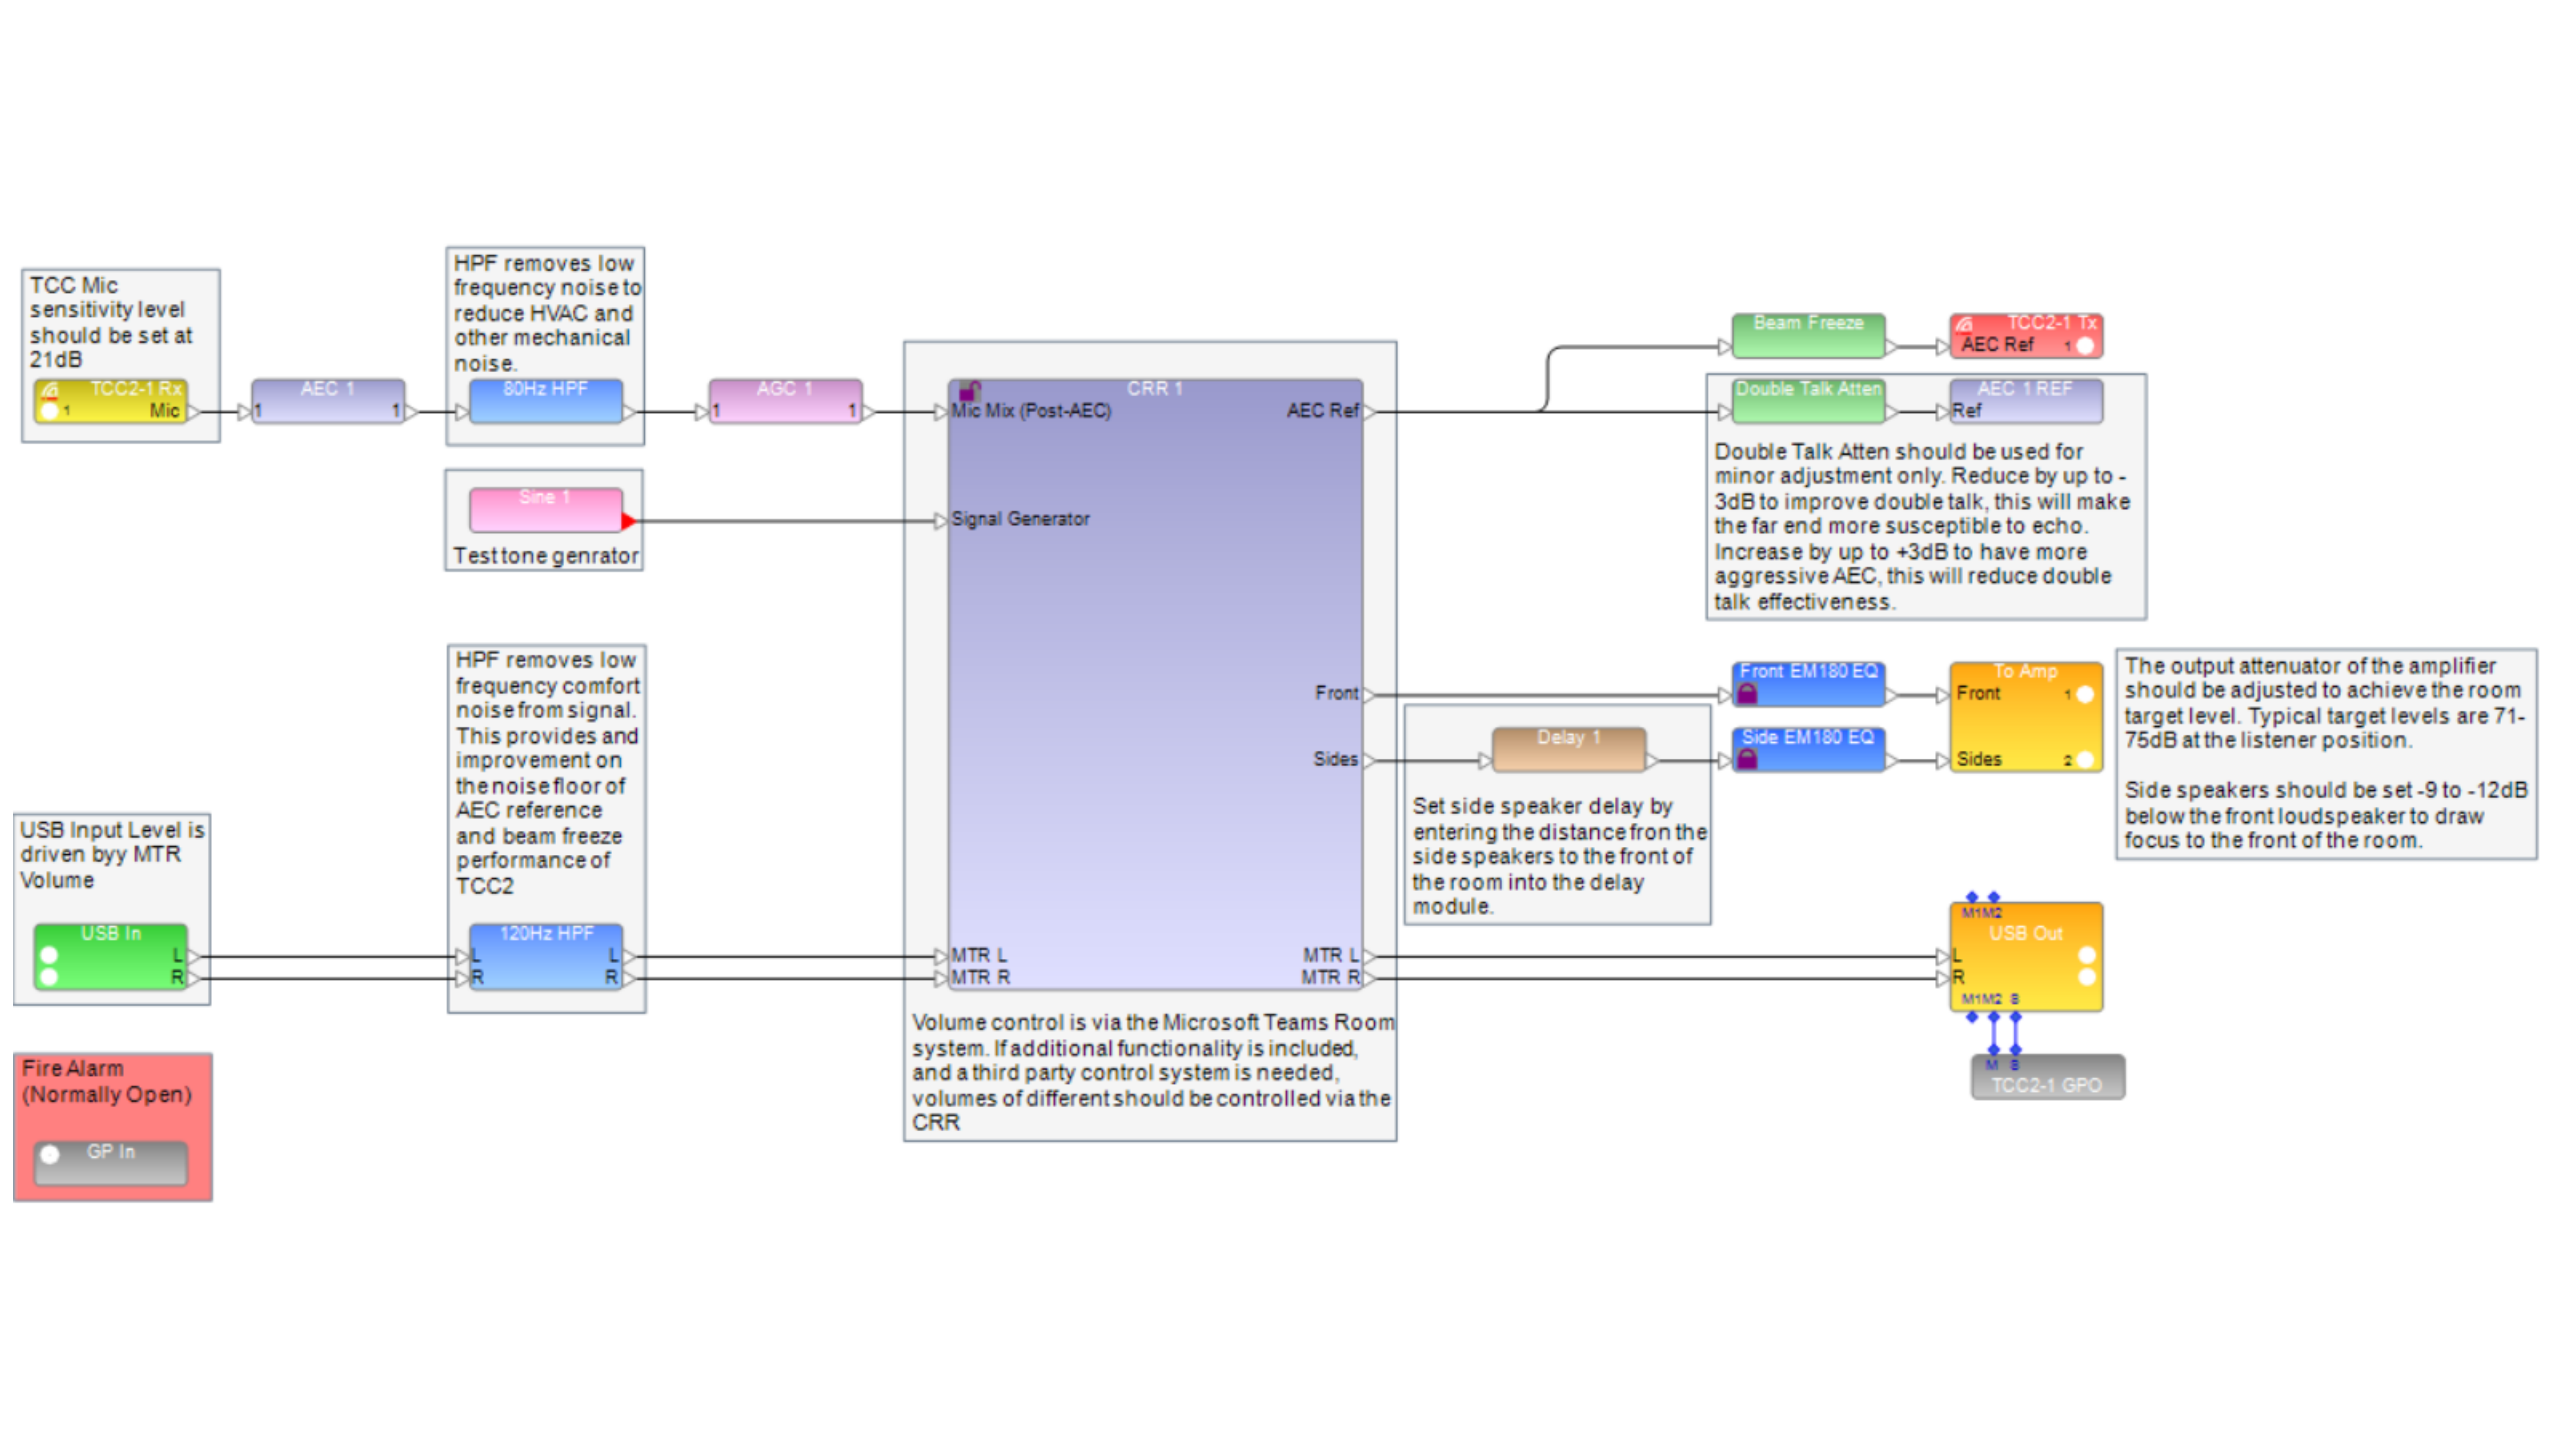 TCC Mic
sensitivity level
should be set at
21dB
TCC2-1 Rx
1 Mic
AEC 1
1 1
HPF removes low
frequency noise to
reduce HVAC and
other mechanical
noise.
80Hz HPF
AGC 1
1 1
Sine 1
Test tone genrator
CRR 1
Mic Mix (Post-AEC) AEC Ref
Signal Generator
Front
Sides
MTR L MTR L
MTR R MTR R
Volume control is via the Microsoft Teams Room
system. If additional functionality is included,
and a third party control system is needed,
volumes of different should be controlled via the
CRR
Beam Freeze
TCC2-1 Tx
AEC Ref 1
Double Talk Atten
AEC 1 REF
Ref
Double Talk Atten should be used for
minor adjustment only. Reduce by up to -
3dB to improve double talk, this will make
the far end more susceptible to echo.
Increase by up to +3dB to have more
aggressive AEC, this will reduce double
talk effectiveness.
HPF removes low
frequency comfort
noise from signal.
This provides and
improvement on
the noise floor of
AEC reference
and beam freeze
performance of
TCC2
120Hz HPF
L L
R R
USB Input Level is
driven byy MTR
Volume
USB In
L
R
Fire Alarm
(Normally Open)
GP In
Delay 1
Set side speaker delay by
entering the distance fron the
side speakers to the front of
the room into the delay
module.
Front EM180 EQ
Side EM180 EQ
To Amp
Front 1
Sides 2
The output attenuator of the amplifier
should be adjusted to achieve the room
target level. Typical target levels are 71-
75dB at the listener position.
Side speakers should be set -9 to -12dB
below the front loudspeaker to draw
focus to the front of the room.
M1M2
USB Out
L
R
M1M2 S
M S
TCC2-1 GPO